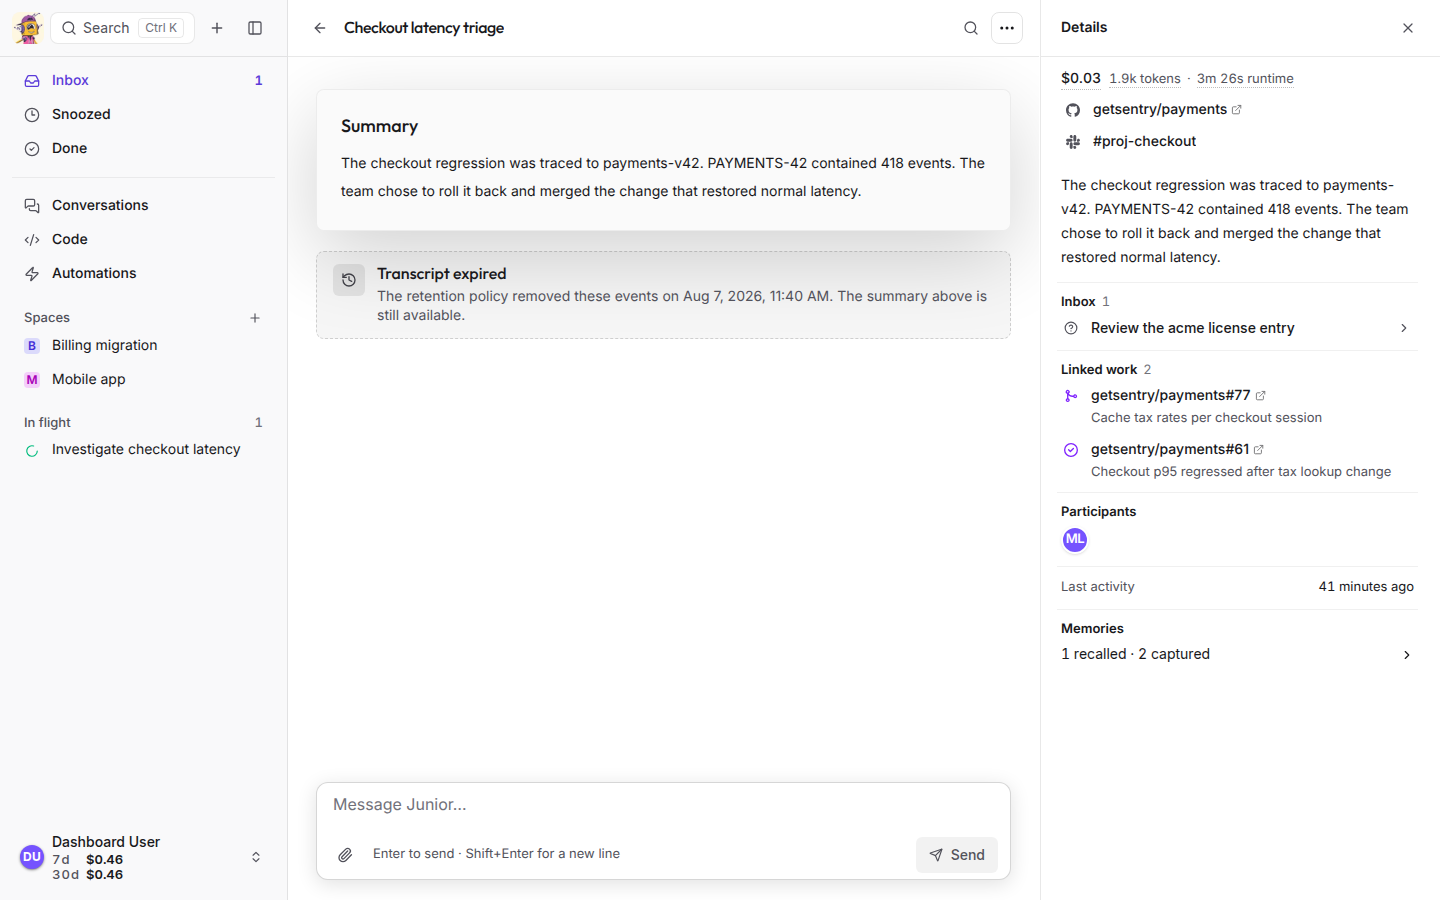 Search Ctrl K
Inbox 1
Snoozed
Done
Conversations
Code
Automations
Spaces
B Billing migration
M Mobile app
In flight 1
Investigate checkout latency
DU Dashboard User
7d $0.46
30d $0.46
Checkout latency triage
Summary
The checkout regression was traced to payments-v42. PAYMENTS-42 contained 418 events. The
team chose to roll it back and merged the change that restored normal latency.
Transcript expired
The retention policy removed these events on Aug 7, 2026, 11:40 AM. The summary above is
still available.
Message Junior...
Enter to send · Shift+Enter for a new line
Send
Details
$0.03 1.9k tokens · 3m 26s runtime
getsentry/payments
#proj-checkout
The checkout regression was traced to payments-
v42. PAYMENTS-42 contained 418 events. The team
chose to roll it back and merged the change that
restored normal latency.
Inbox 1
Review the acme license entry
Linked work 2
getsentry/payments#77
Cache tax rates per checkout session
getsentry/payments#61
Checkout p95 regressed after tax lookup change
Participants
ML
Last activity 41 minutes ago
Memories
1 recalled · 2 captured